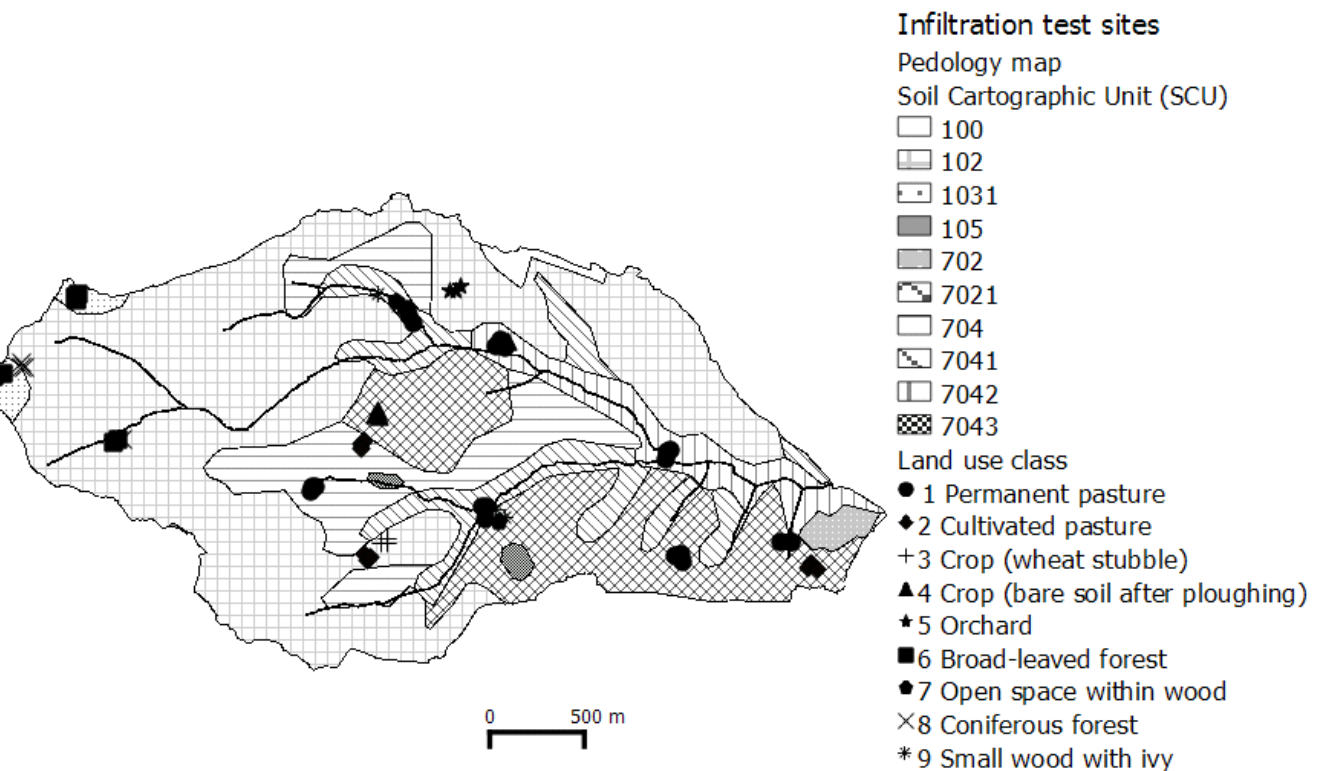 Infiltration test sites
Pedology map
Soil Cartographic Unit (SCU)
100
102
1031
105
702
7021
704
7041
7042
7043
Land use class
1 Permanent pasture
2 Cultivated pasture
3 Crop (wheat stubble)
4 Crop (bare soil after ploughing)
5 Orchard
6 Broad-leaved forest
7 Open space within wood
8 Coniferous forest
9 Small wood with ivy
0 500 m